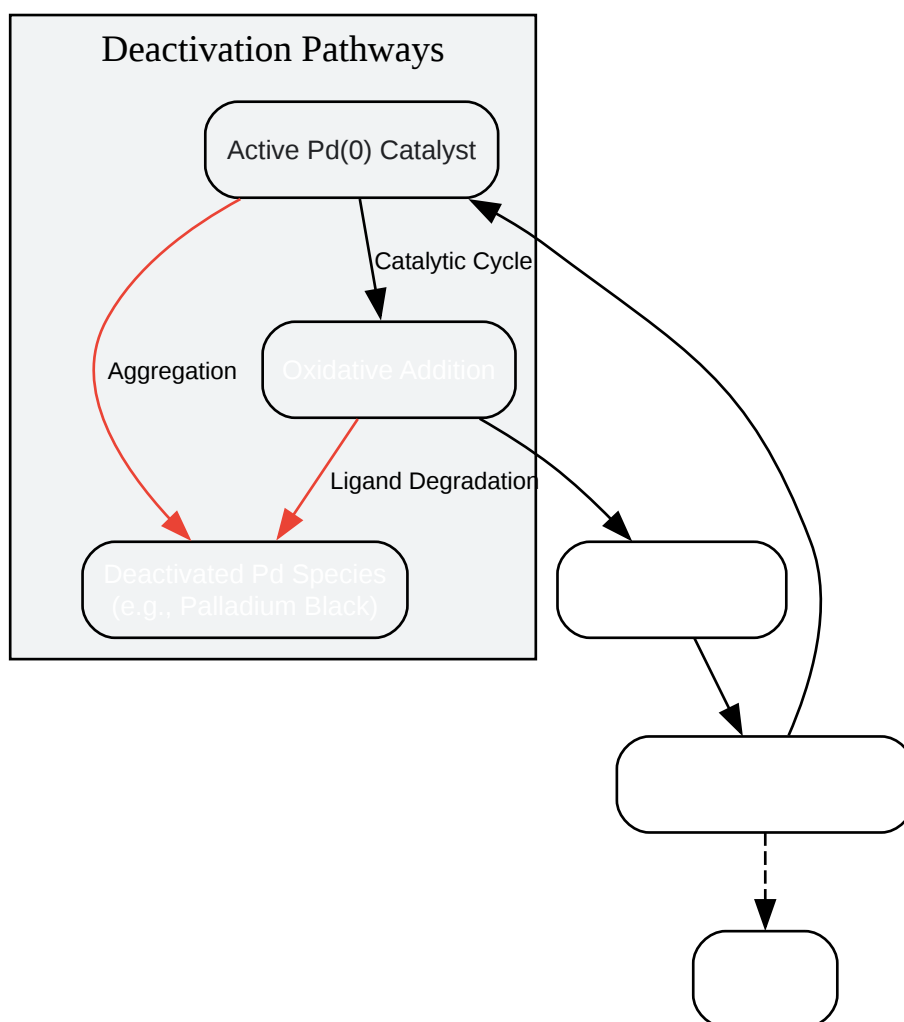 Deactivation Pathways
Active Pd(0) Catalyst
Catalytic Cycle
Aggregation
Oxidative Addition
Ligand Degradation
Deactivated Pd Species
(e.g., Palladium Black)